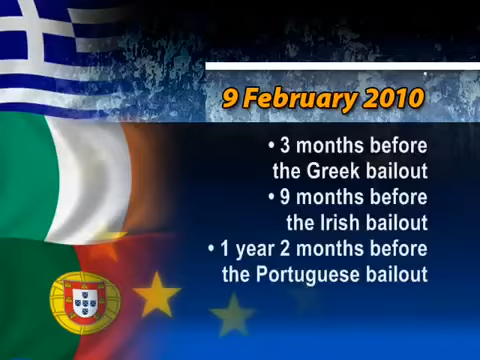 9 February 2010
• 3 months before
the Greek bailout
• 9 months before
the Irish bailout
• 1 year 2 months before
the Portuguese bailout